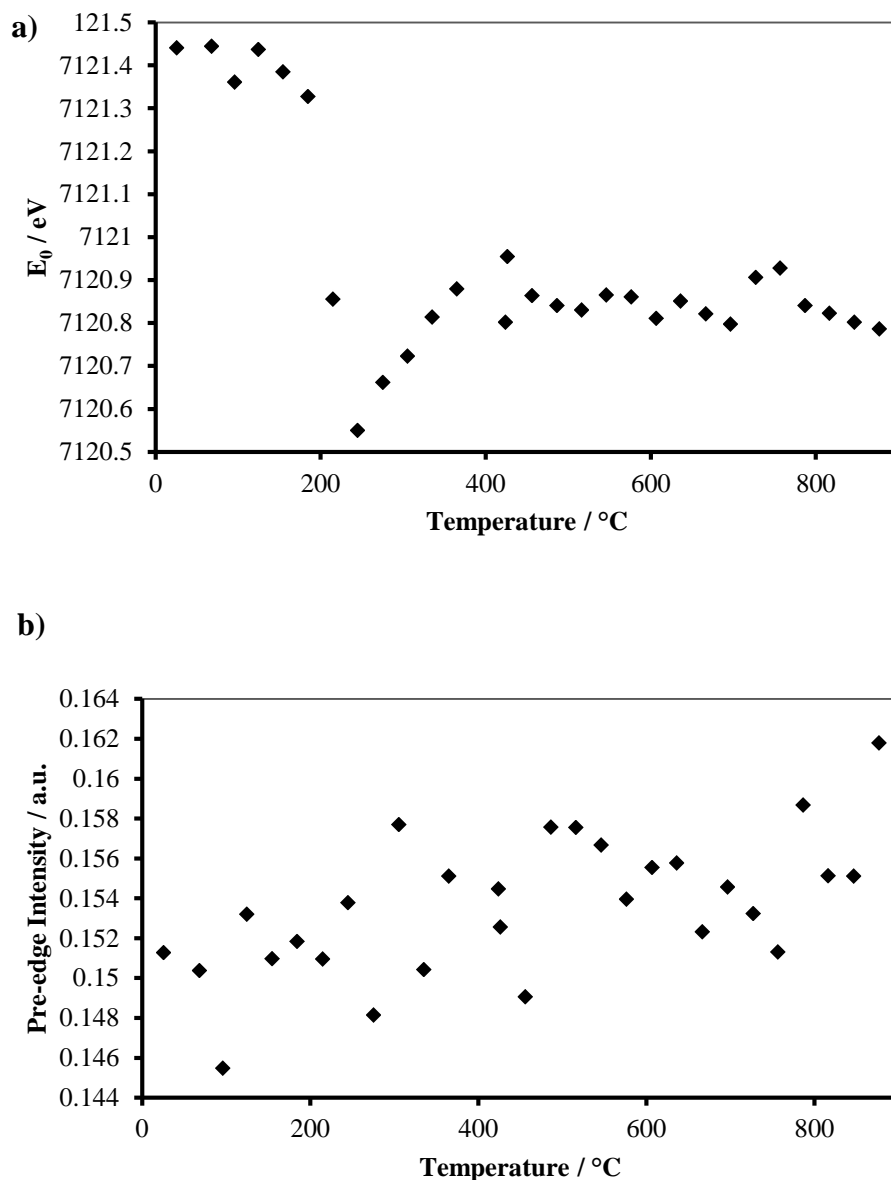 a)
121.5
7121.4
7121.3
7121.2
7121.1
7121
7120.9
7120.8
7120.7
7120.6
7120.5
E₀ / eV
0 200 400 600 800
Temperature / °C
b)
0.164
0.162
0.16
0.158
0.156
0.154
0.152
0.15
0.148
0.146
0.144
Pre-edge Intensity / a.u.
0 200 400 600 800
Temperature / °C